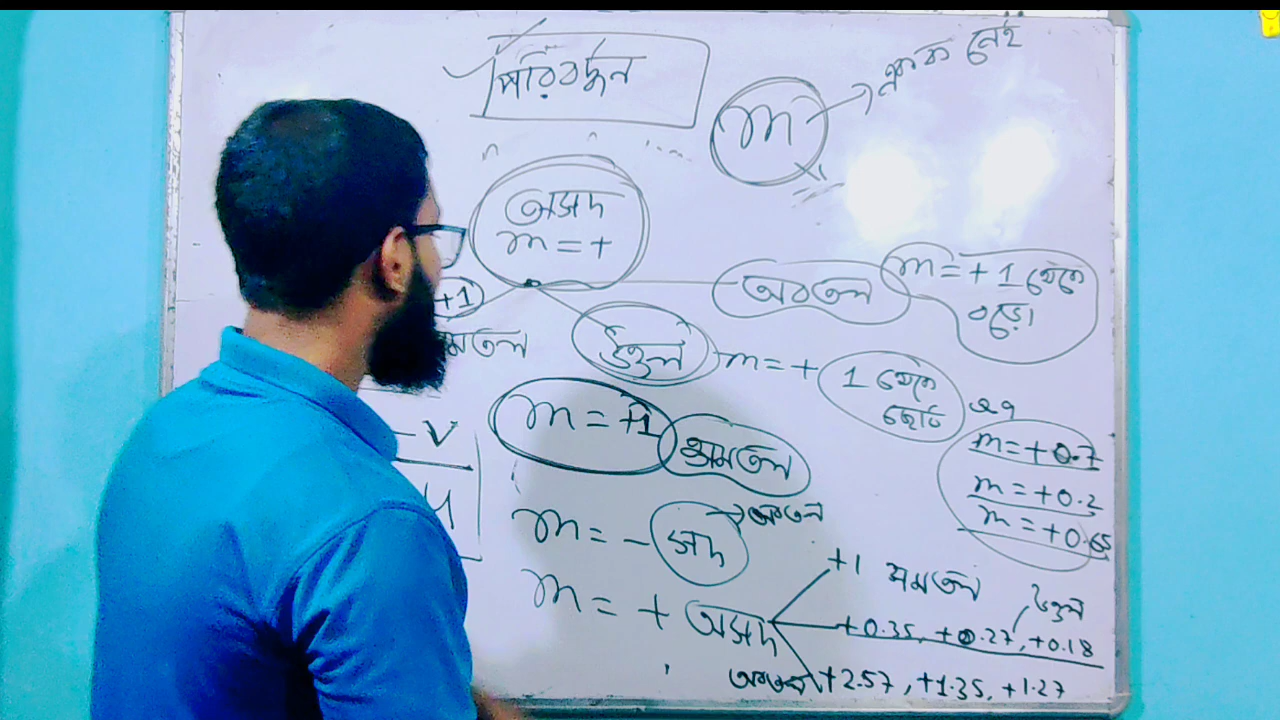 পরিবর্দ্ধন
m → একক নেই
অসদ
m = +
+1
মতল
অবতল
m = +1 থেকে
বড়ো
উত্তল m = + 1 থেকে
ছোট
m = +1 সমতল
m = +0.7
m = +0.2
m = +0.65
- v
u
m = - সদ → অবতল
m = + অসদ
+1 সমতল
উত্তল
+0.35, +0.27, +0.18
অবতল +2.57, +1.35, +1.27